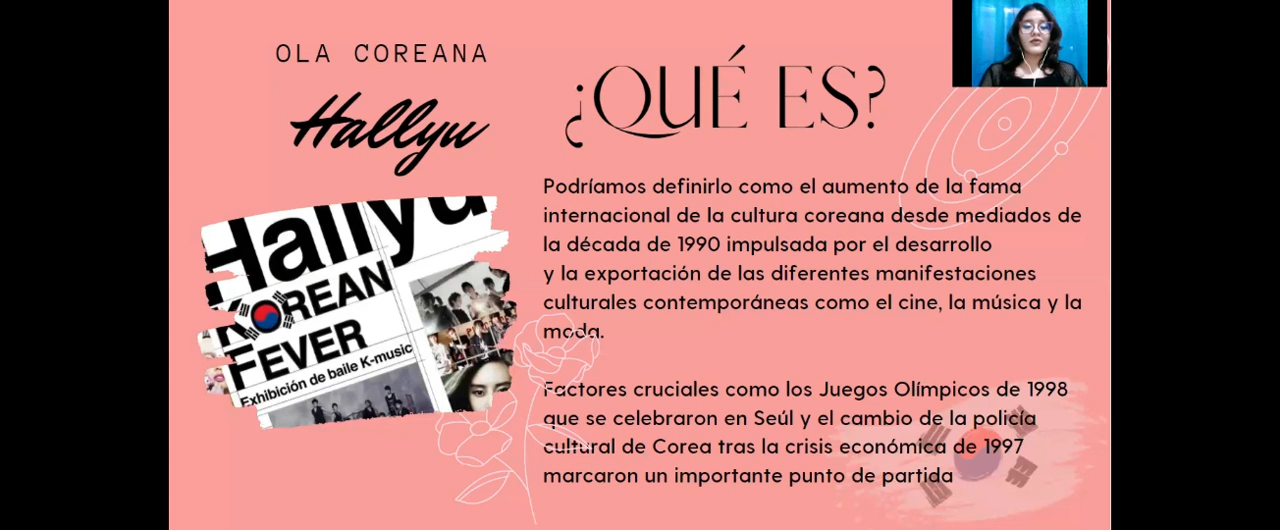 OLA COREANA
Hallyu
¿QUÉ ES?
Podríamos definirlo como el aumento de la fama
internacional de la cultura coreana desde mediados de
la década de 1990 impulsada por el desarrollo
y la exportación de las diferentes manifestaciones
culturales contemporáneas como el cine, la música y la
moda.
Factores cruciales como los Juegos Olímpicos de 1998
que se celebraron en Seúl y el cambio de la policía
cultural de Corea tras la crisis económica de 1997
marcaron un importante punto de partida
Hallyu
KOREAN
FEVER
Exhibición de baile K-music